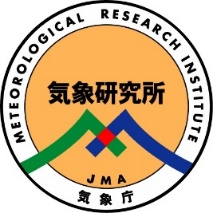 METEOROLOGICAL RESEARCH INSTITUTE
気象研究所
JMA
気象庁